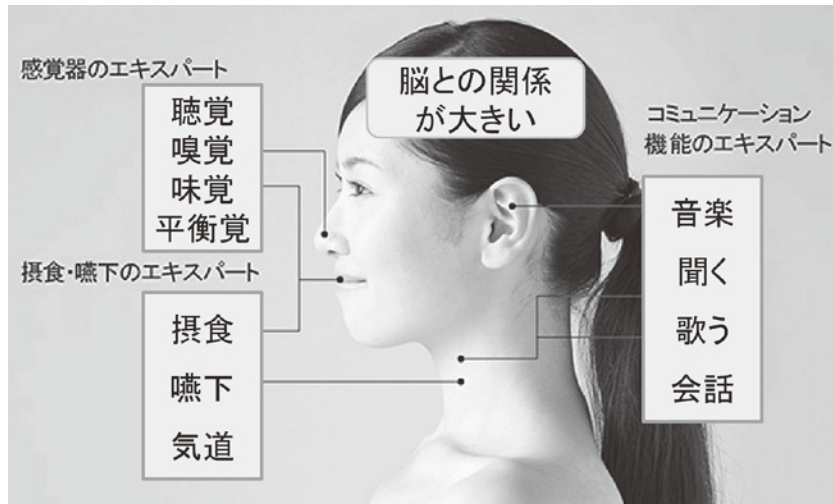 感覚器のエキスパート
聴覚
嗅覚
味覚
平衡覚
摂食・嚥下のエキスパート
摂食
嚥下
気道
脳との関係
が大きい
コミュニケーション
機能のエキスパート
音楽
聞く
歌う
会話